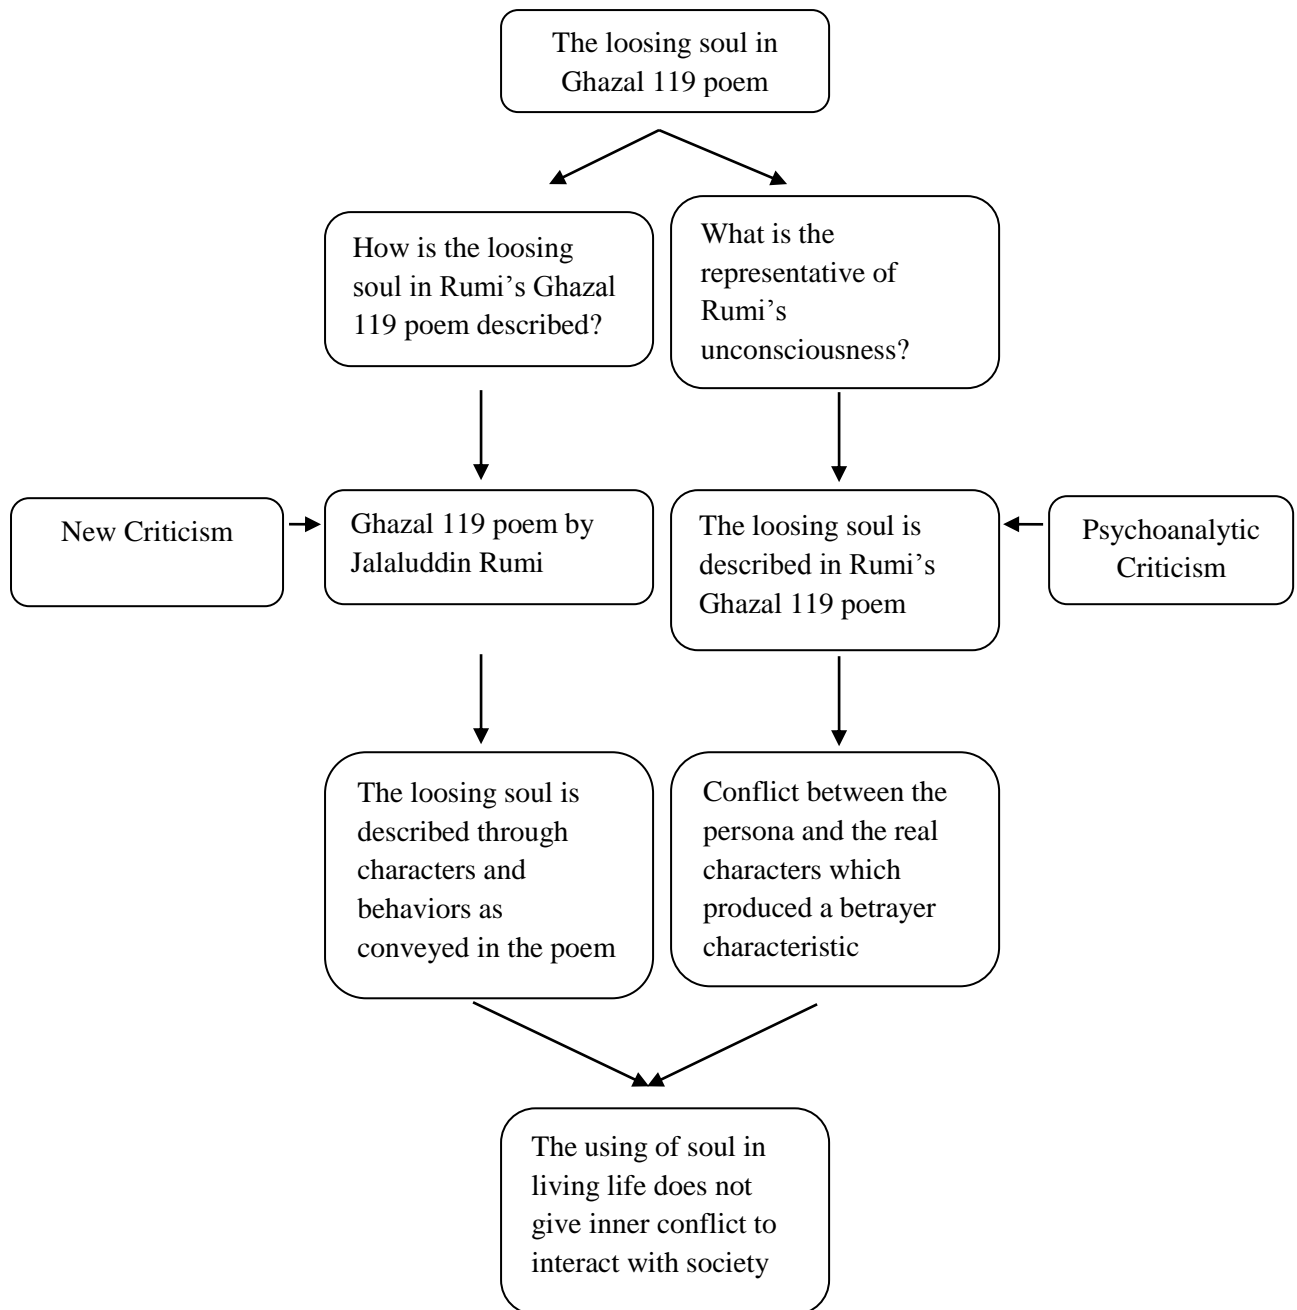 The loosing soul in
Ghazal 119 poem
How is the loosing
soul in Rumi’s Ghazal
119 poem described?
What is the
representative of
Rumi’s
unconsciousness?
New Criticism
Ghazal 119 poem by
Jalaluddin Rumi
The loosing soul is
described in Rumi’s
Ghazal 119 poem
Psychoanalytic
Criticism
The loosing soul is
described through
characters and
behaviors as
conveyed in the poem
Conflict between the
persona and the real
characters which
produced a betrayer
characteristic
The using of soul in
living life does not
give inner conflict to
interact with society